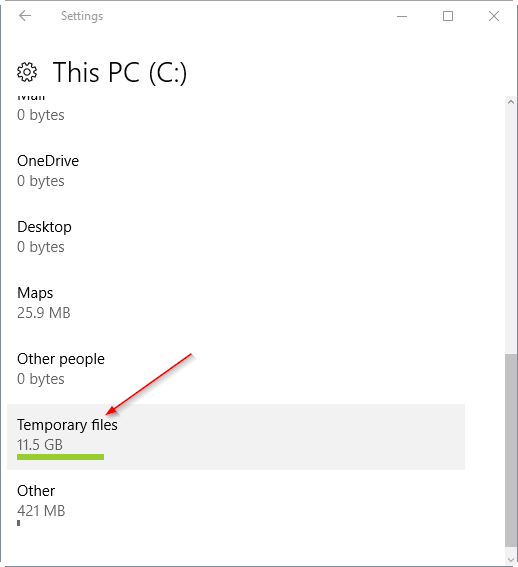 Settings
This PC (C:)
Mail
0 bytes
OneDrive
0 bytes
Desktop
0 bytes
Maps
25.9 MB
Other people
0 bytes
Temporary files
11.5 GB
Other
421 MB